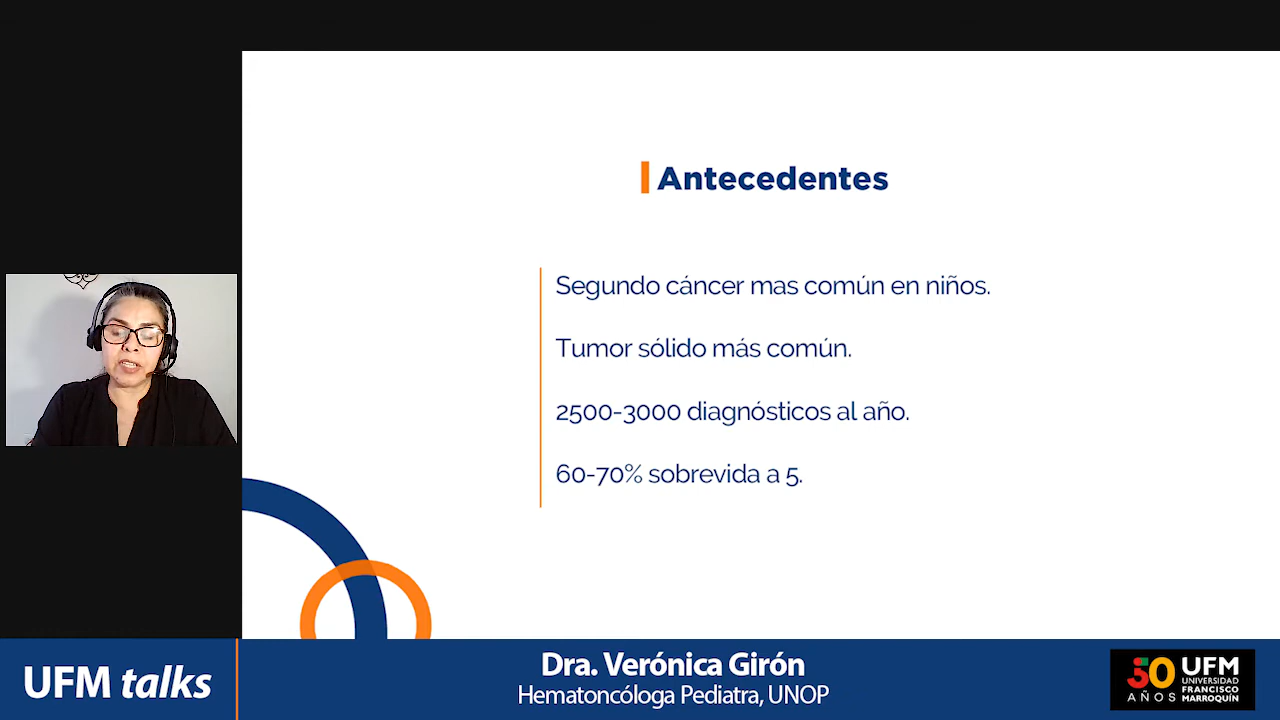 Antecedentes
Segundo cáncer mas común en niños.
Tumor sólido más común.
2500-3000 diagnósticos al año.
60-70% sobrevida a 5.
UFM talks
Dra. Verónica Girón
Hematoncóloga Pediatra, UNOP
50 AÑOS
UFM
UNIVERSIDAD
FRANCISCO
MARROQUÍN